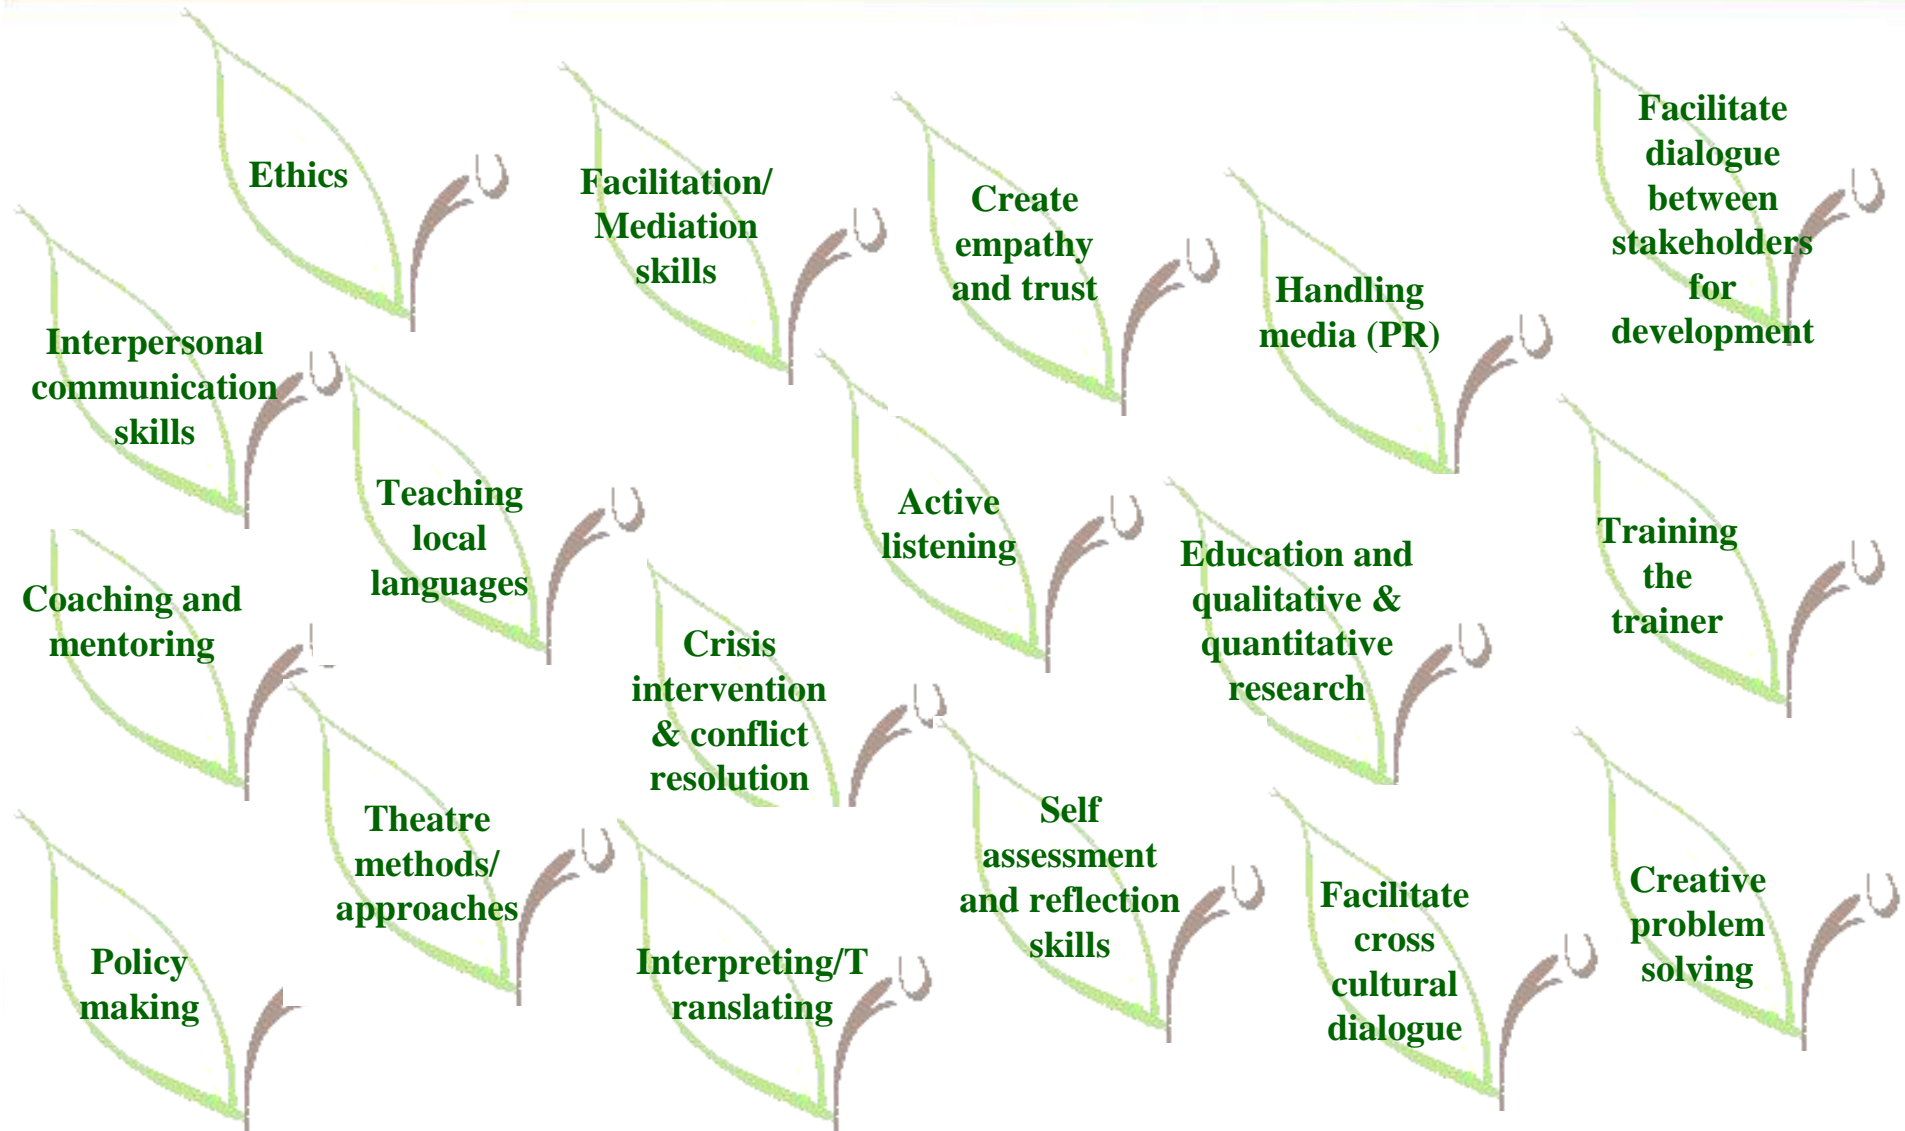 Ethics
Facilitation/
Mediation
skills
Create
empathy
and trust
Handling
media (PR)
Facilitate
dialogue
between
stakeholders
for
development
Interpersonal
communication
skills
Teaching
local
languages
Active
listening
Education and
qualitative &
quantitative
research
Training
the
trainer
Coaching and
mentoring
Crisis
intervention
& conflict
resolution
Theatre
methods/
approaches
Self
assessment
and reflection
skills
Facilitate
cross
cultural
dialogue
Creative
problem
solving
Policy
making
Interpreting/T
ranslating